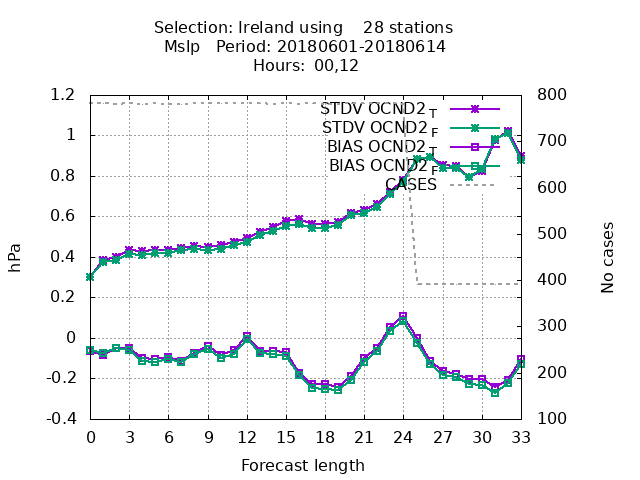 Selection: Ireland using    28 stations
Mslp   Period: 20180601-20180614
Hours:  00,12
1.2
1
0.8
0.6
0.4
0.2
0
-0.2
-0.4
hPa
800
700
600
500
400
300
200
100
No cases
STDV OCND2 T
STDV OCND2 F
BIAS OCND2 T
BIAS OCND2 F
CASES
0 3 6 9 12 15 18 21 24 27 30 33
Forecast length